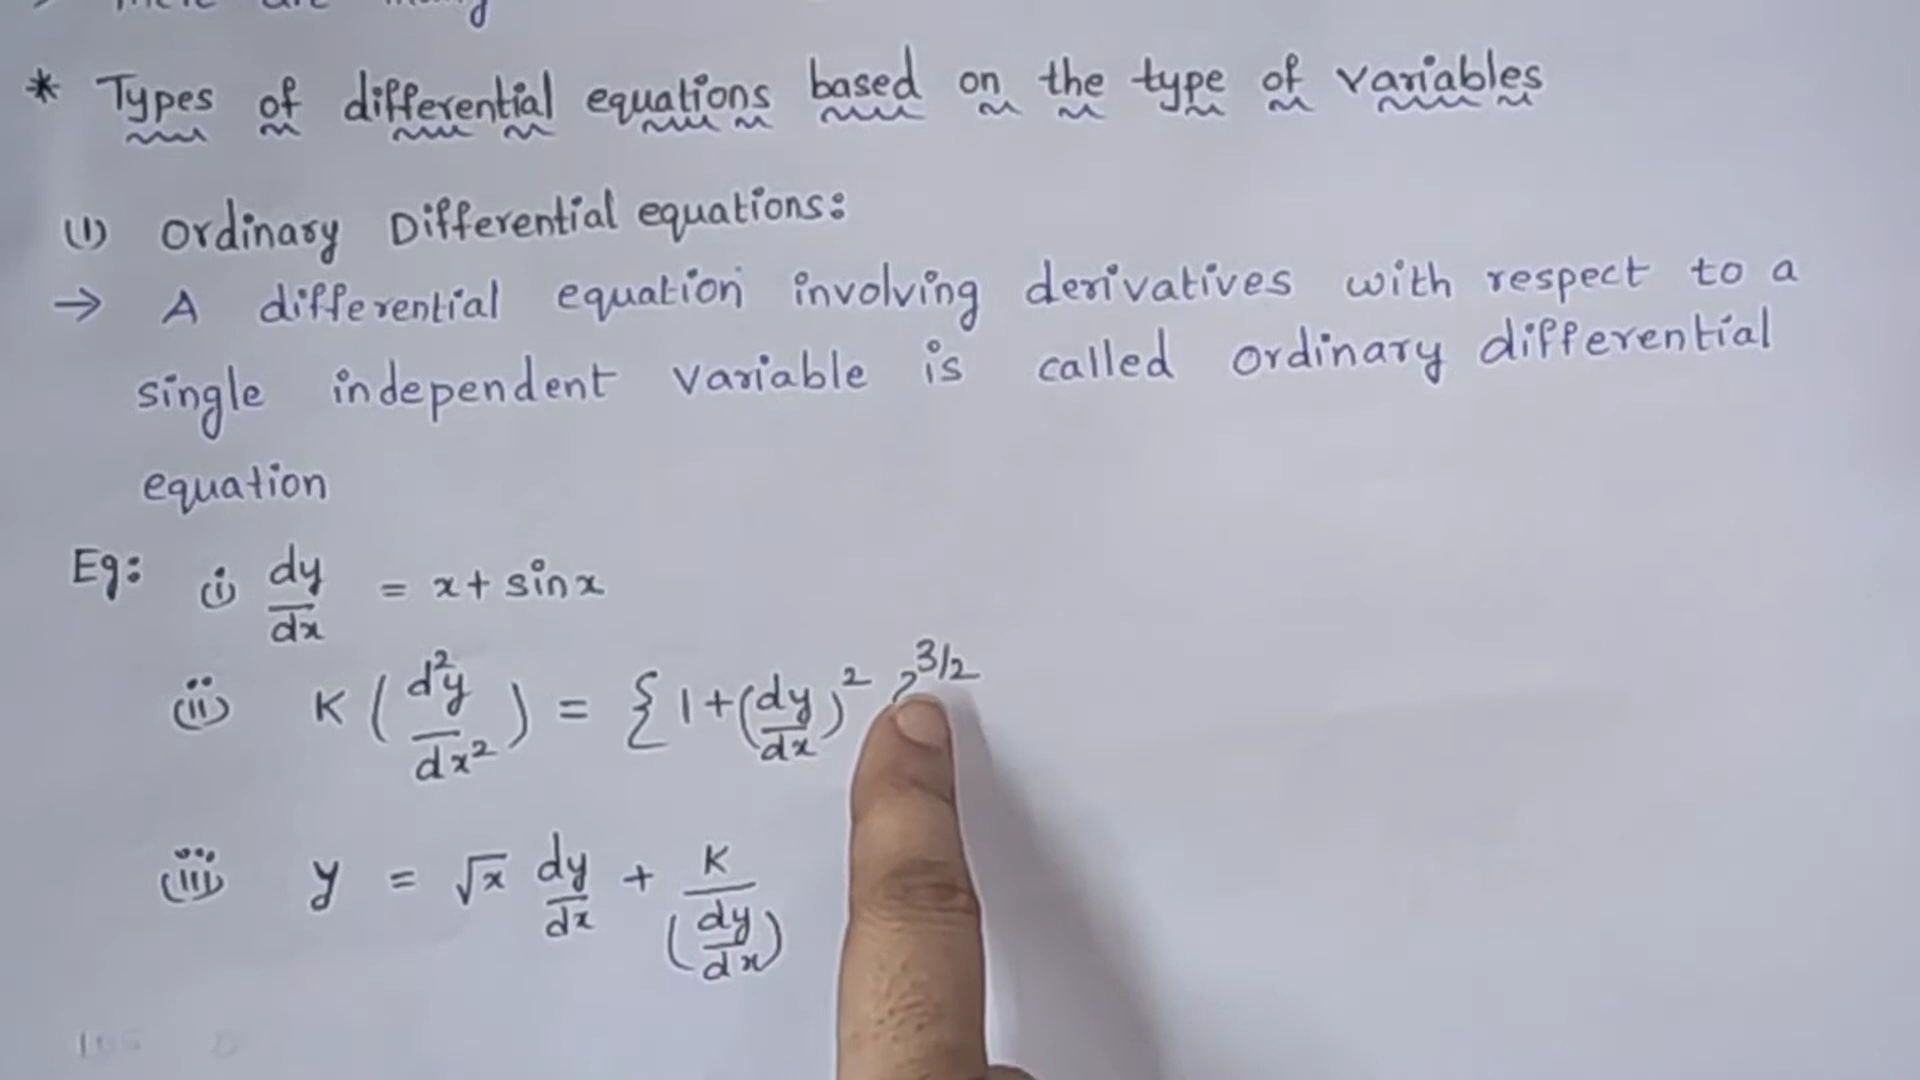 * Types of differential equations based on the type of variables
(1) Ordinary Differential equations:
→ A differential equation involving derivatives with respect to a
single independent variable is called ordinary differential
equation
Eg: (i) dy/dx = x + sin x
(ii) K (d²y/dx²) = {1 + (dy/dx)² }^3/2
(iii) y = √x dy/dx + K/(dy/dx)